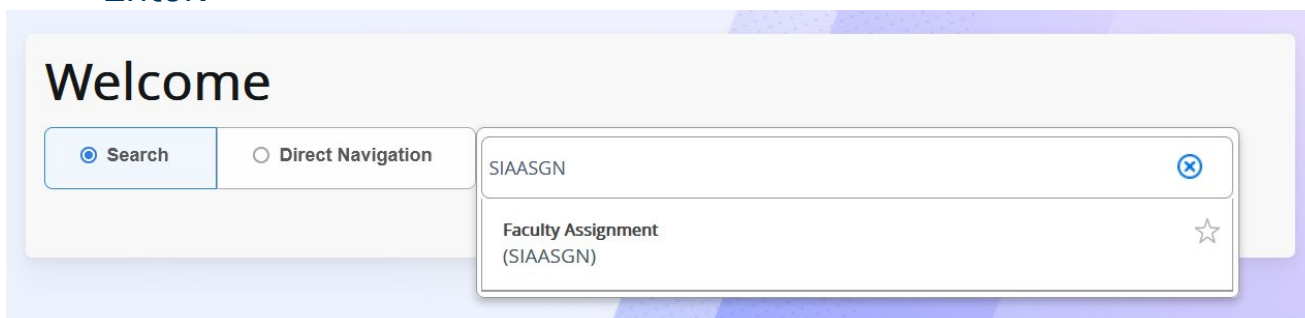 Welcome
Search
Direct Navigation
SIAASGN
Faculty Assignment
(SIAASGN)